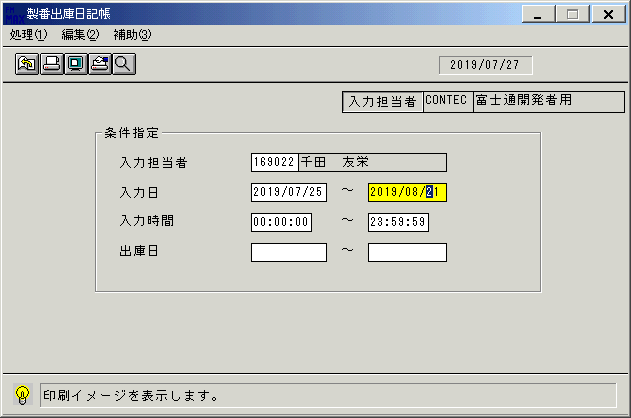 製番出庫日記帳
処理(1) 編集(2) 補助(3)
2019/07/27
入力担当者 CONTEC 富士通開発者用
条件指定
入力担当者 169022 千田 友栄
入力日 2019/07/25 ～ 2019/08/21
入力時間 00:00:00 ～ 23:59:59
出庫日 ～
印刷イメージを表示します。